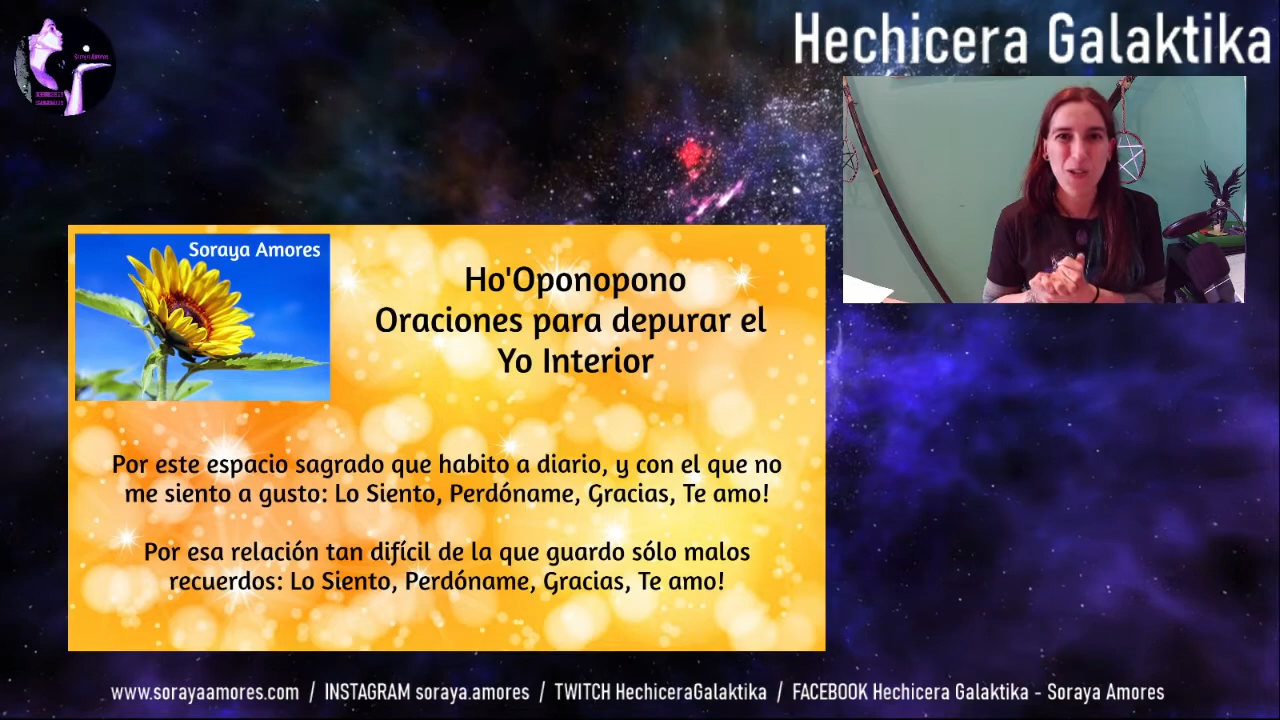 Hechicera Galaktika
Soraya Amores
Ho'Oponopono
Oraciones para depurar el
Yo Interior
Por este espacio sagrado que habito a diario, y con el que no
me siento a gusto: Lo Siento, Perdóname, Gracias, Te amo!
Por esa relación tan difícil de la que guardo sólo malos
recuerdos: Lo Siento, Perdóname, Gracias, Te amo!
www.sorayaamores.com / INSTAGRAM soraya.amores / TWITCH HechiceraGalaktika / FACEBOOK Hechicera Galaktika - Soraya Amores